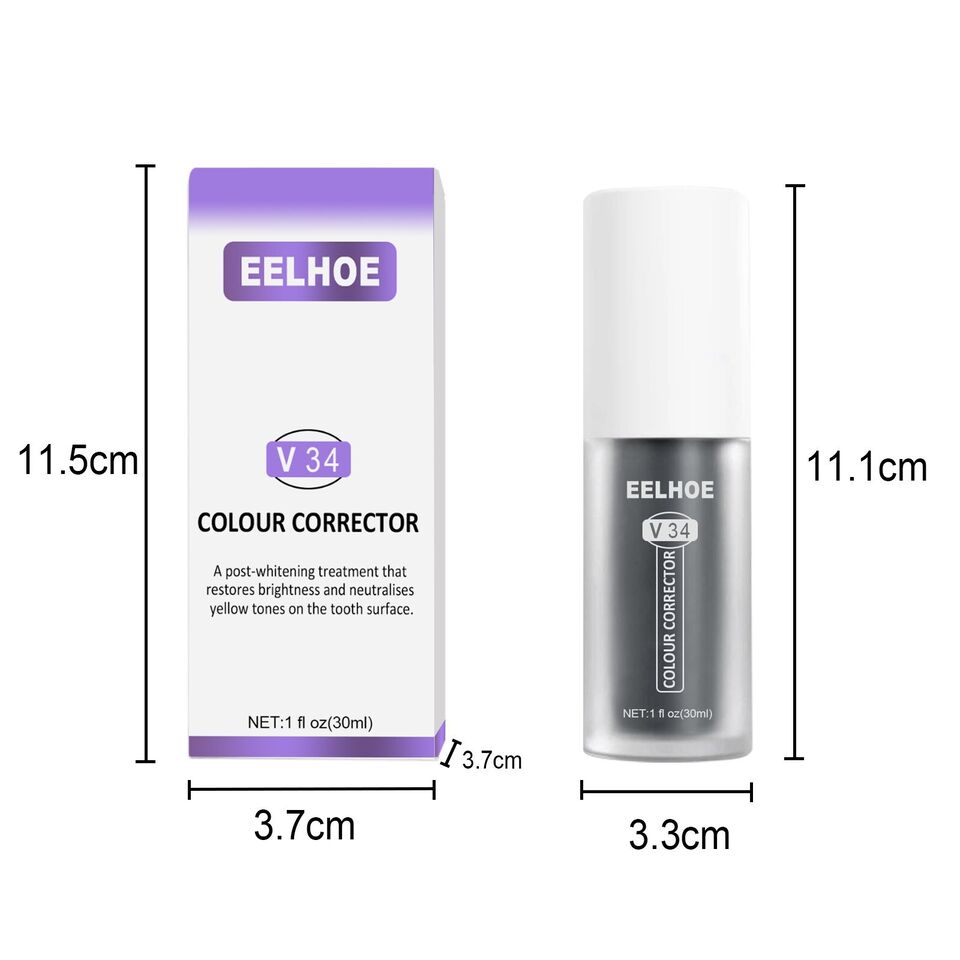 EELHOE
V 34
COLOUR CORRECTOR
A post-whitening treatment that
restores brightness and neutralises
yellow tones on the tooth surface.
NET:1 fl oz(30ml)
11.5cm
3.7cm
3.7cm
EELHOE
V 34
COLOUR CORRECTOR
NET:1 fl oz(30ml)
11.1cm
3.3cm